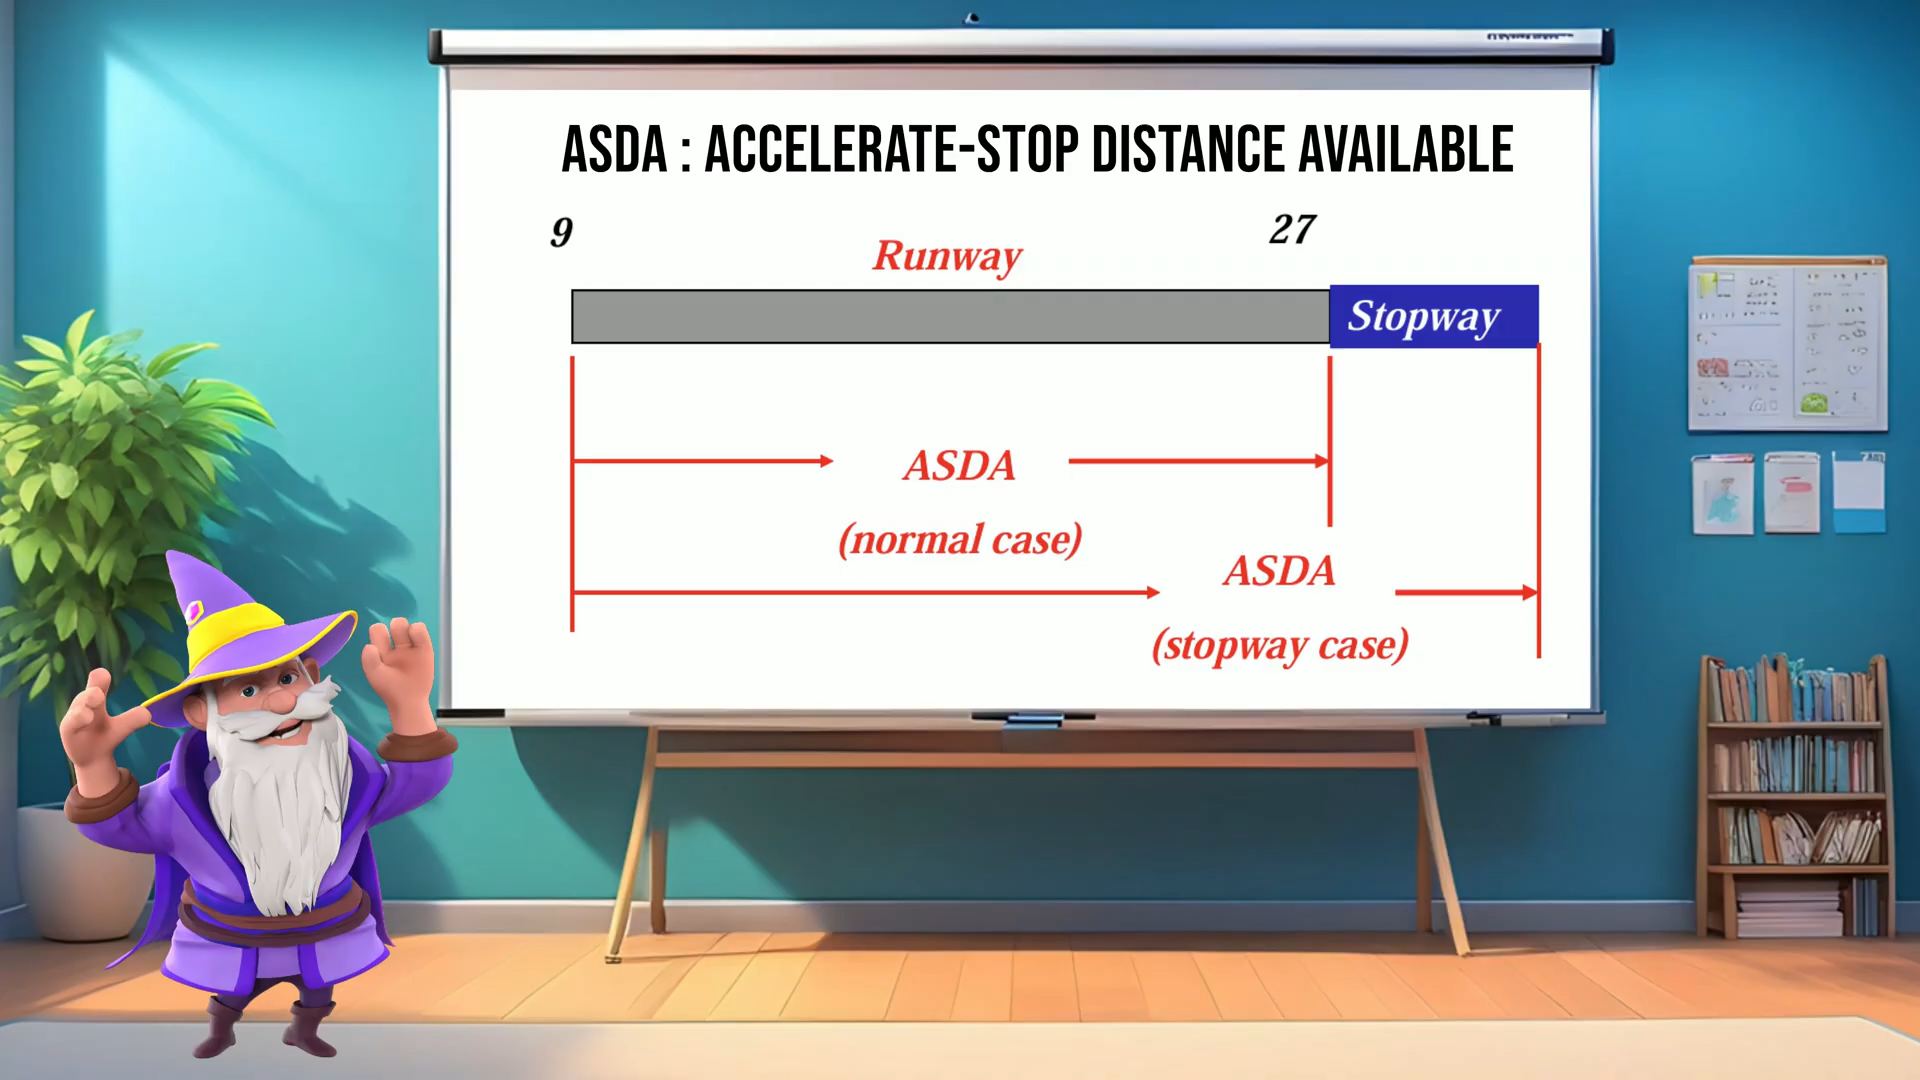 ASDA : ACCELERATE-STOP DISTANCE AVAILABLE
9
27
Runway
Stopway
ASDA
(normal case)
ASDA
(stopway case)